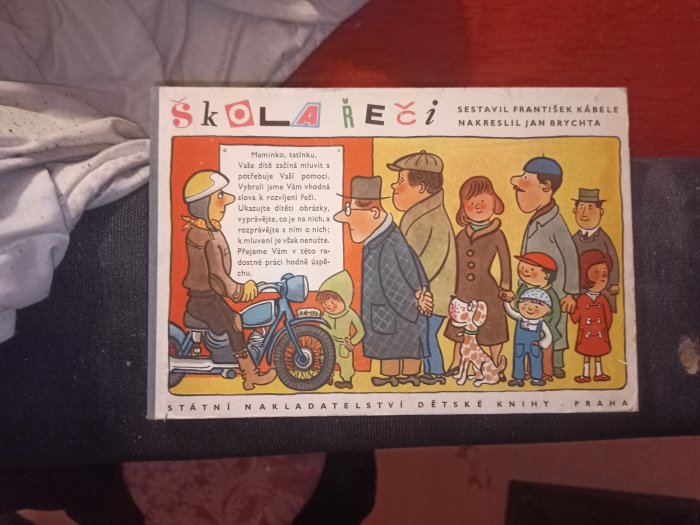 škOLA ŘEČi
SESTAVIL FRANTIŠEK KÁBELE
NAKRESLIL JAN BRYCHTA
Maminko, tatínku,
Vaše dítě začíná mluvit a
potřebuje Vaší pomoci.
Vybrali jsme Vám vhodná
slova k rozvíjení řeči.
Ukazujte dítěti obrázky,
vyprávějte, co je na nich, a
rozprávějte s ním o nich;
k mluvení je však nenuťte.
Přejeme Vám v této ra-
dostné práci hodně úspě-
chu.
STÁTNÍ NAKLADATELSTVÍ DĚTSKÉ KNIHY · PRAHA